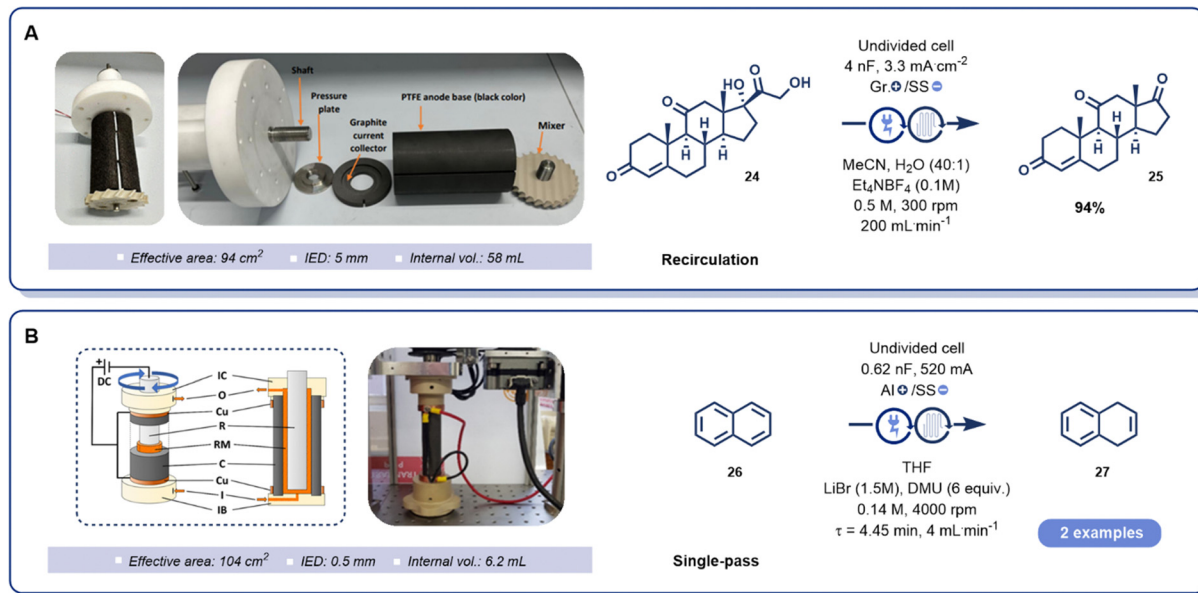 A
Shaft
Pressure
plate
Graphite
current
collector
PTFE anode base (black color)
Mixer
Effective area: 94 cm²
IED: 5 mm
Internal vol.: 58 mL
O
O
OH
O
OH
H
H
H
24
Undivided cell
4 nF, 3.3 mA·cm⁻²
Gr.+/SS−
MeCN, H₂O (40:1)
Et₄NBF₄ (0.1M)
0.5 M, 300 rpm
200 mL·min⁻¹
O
O
O
H
H
H
25
94%
Recirculation
B
+
DC
IC
O
Cu
R
RM
C
Cu
I
IB
Effective area: 104 cm²
IED: 0.5 mm
Internal vol.: 6.2 mL
26
Undivided cell
0.62 nF, 520 mA
Al+/SS−
THF
LiBr (1.5M), DMU (6 equiv.)
0.14 M, 4000 rpm
τ = 4.45 min, 4 mL·min⁻¹
27
2 examples
Single-pass